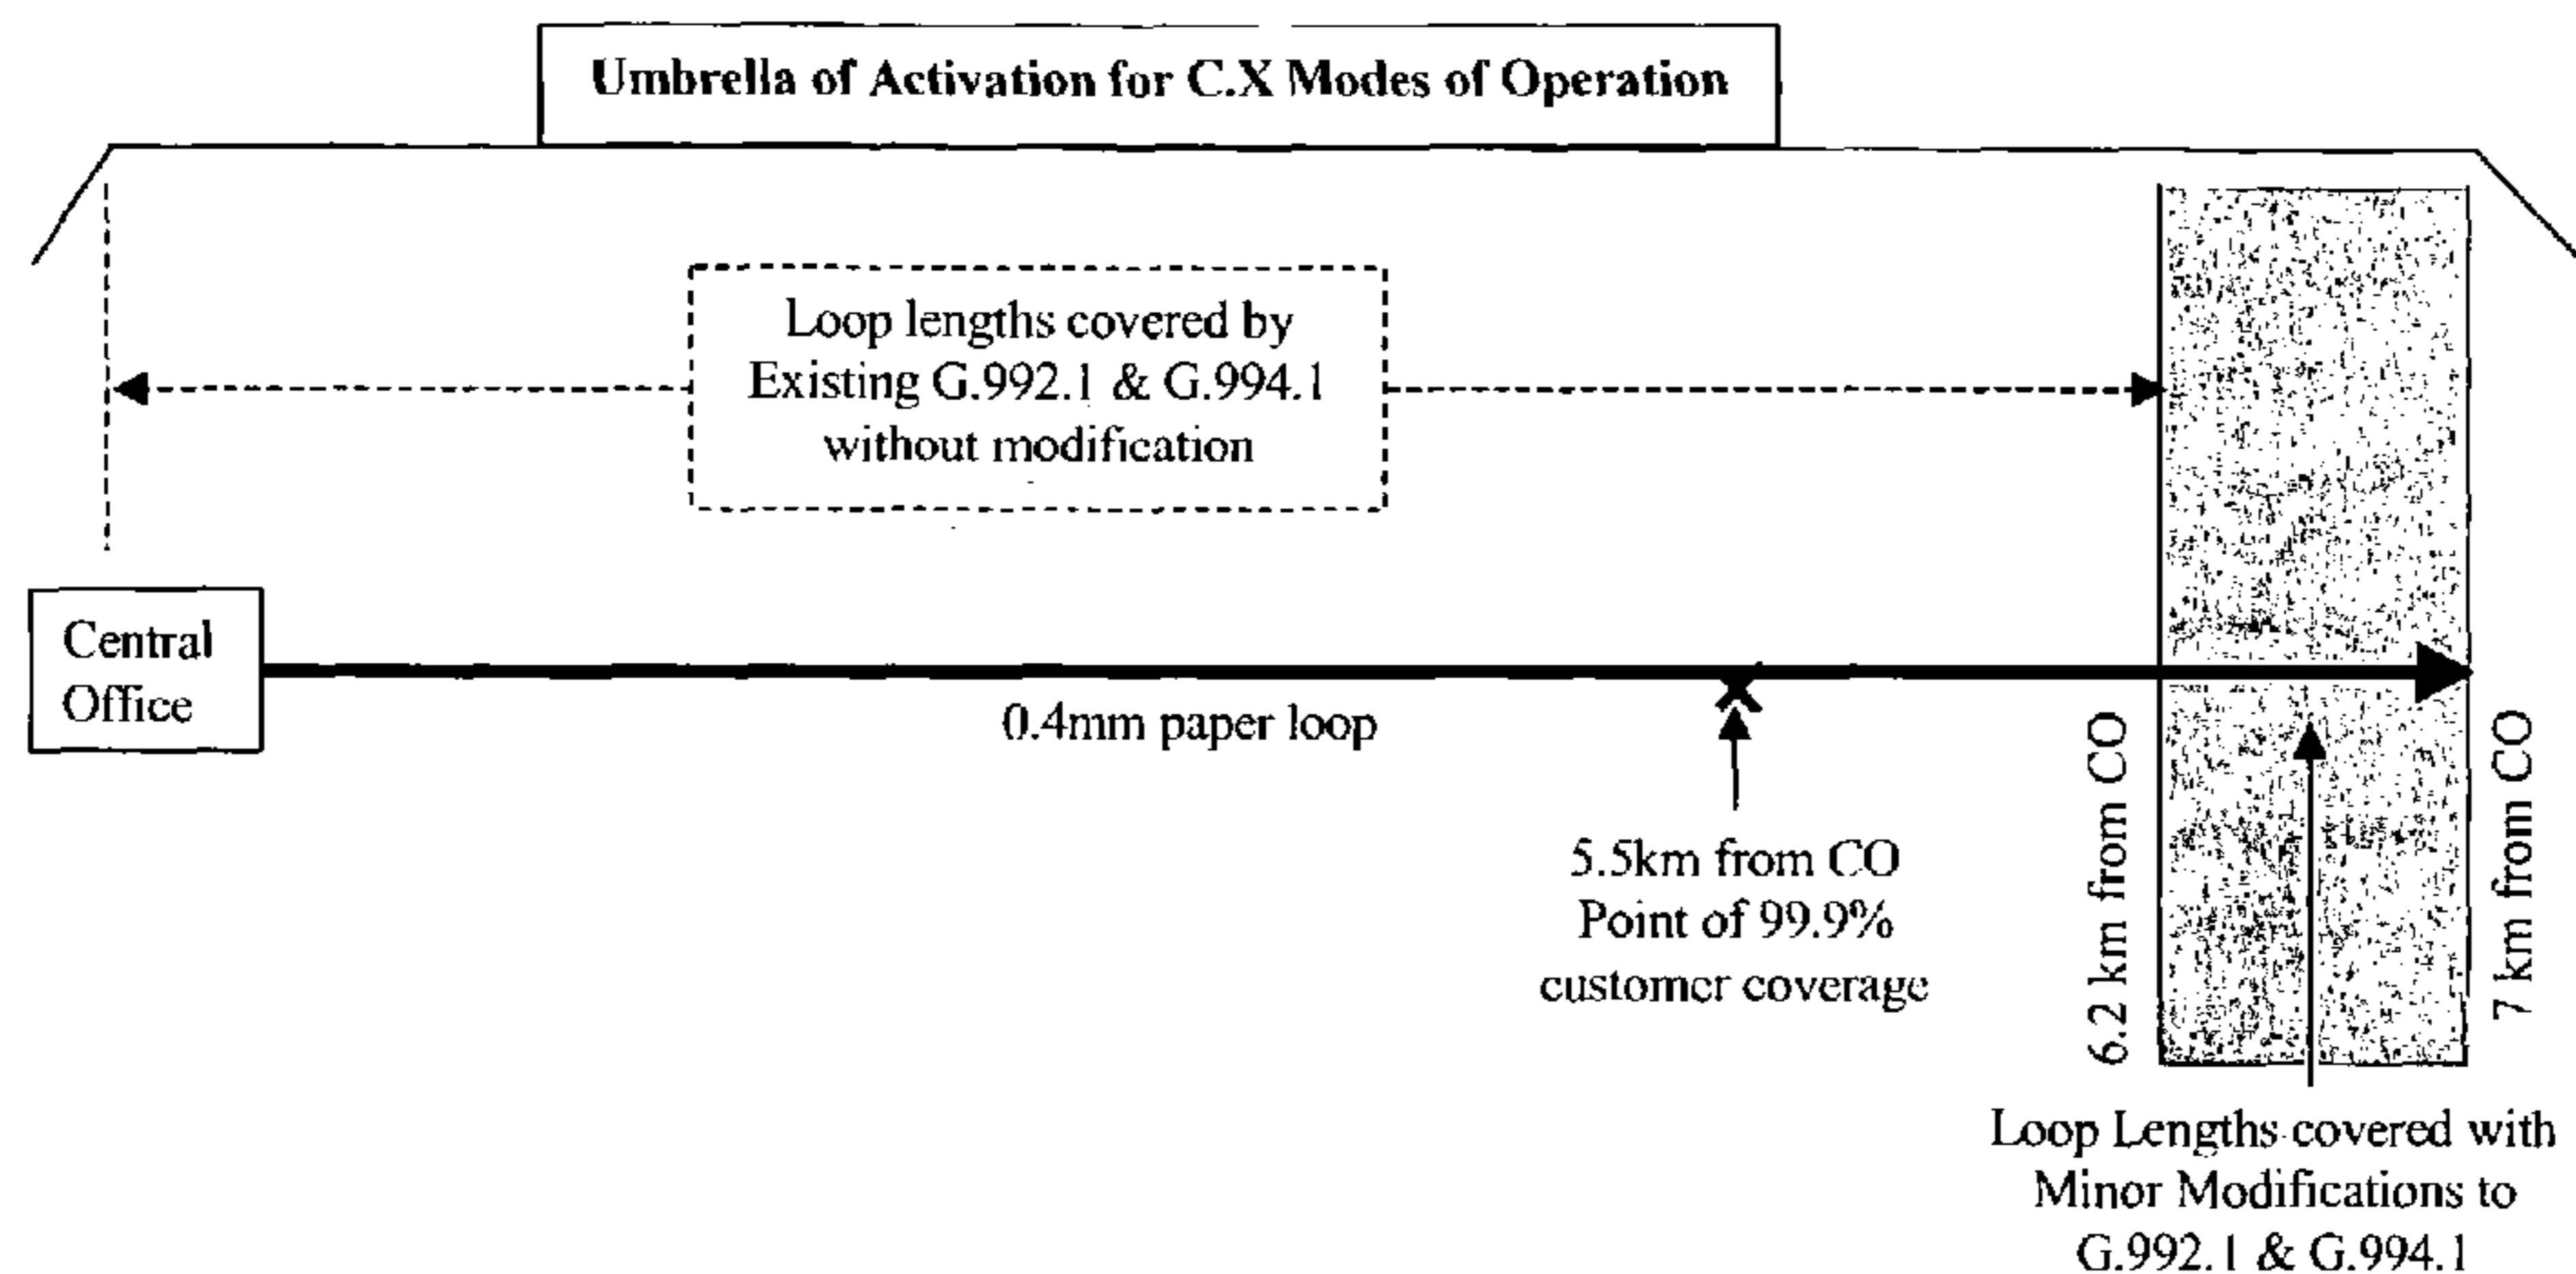 Umbrella of Activation for C.X Modes of Operation
Loop lengths covered by
Existing G.992.1 & G.994.1
without modification
Central
Office
0.4mm paper loop
5.5km from CO
Point of 99.9%
customer coverage
6.2 km from CO
7 km from CO
Loop Lengths covered with
Minor Modifications to
G.992.1 & G.994.1